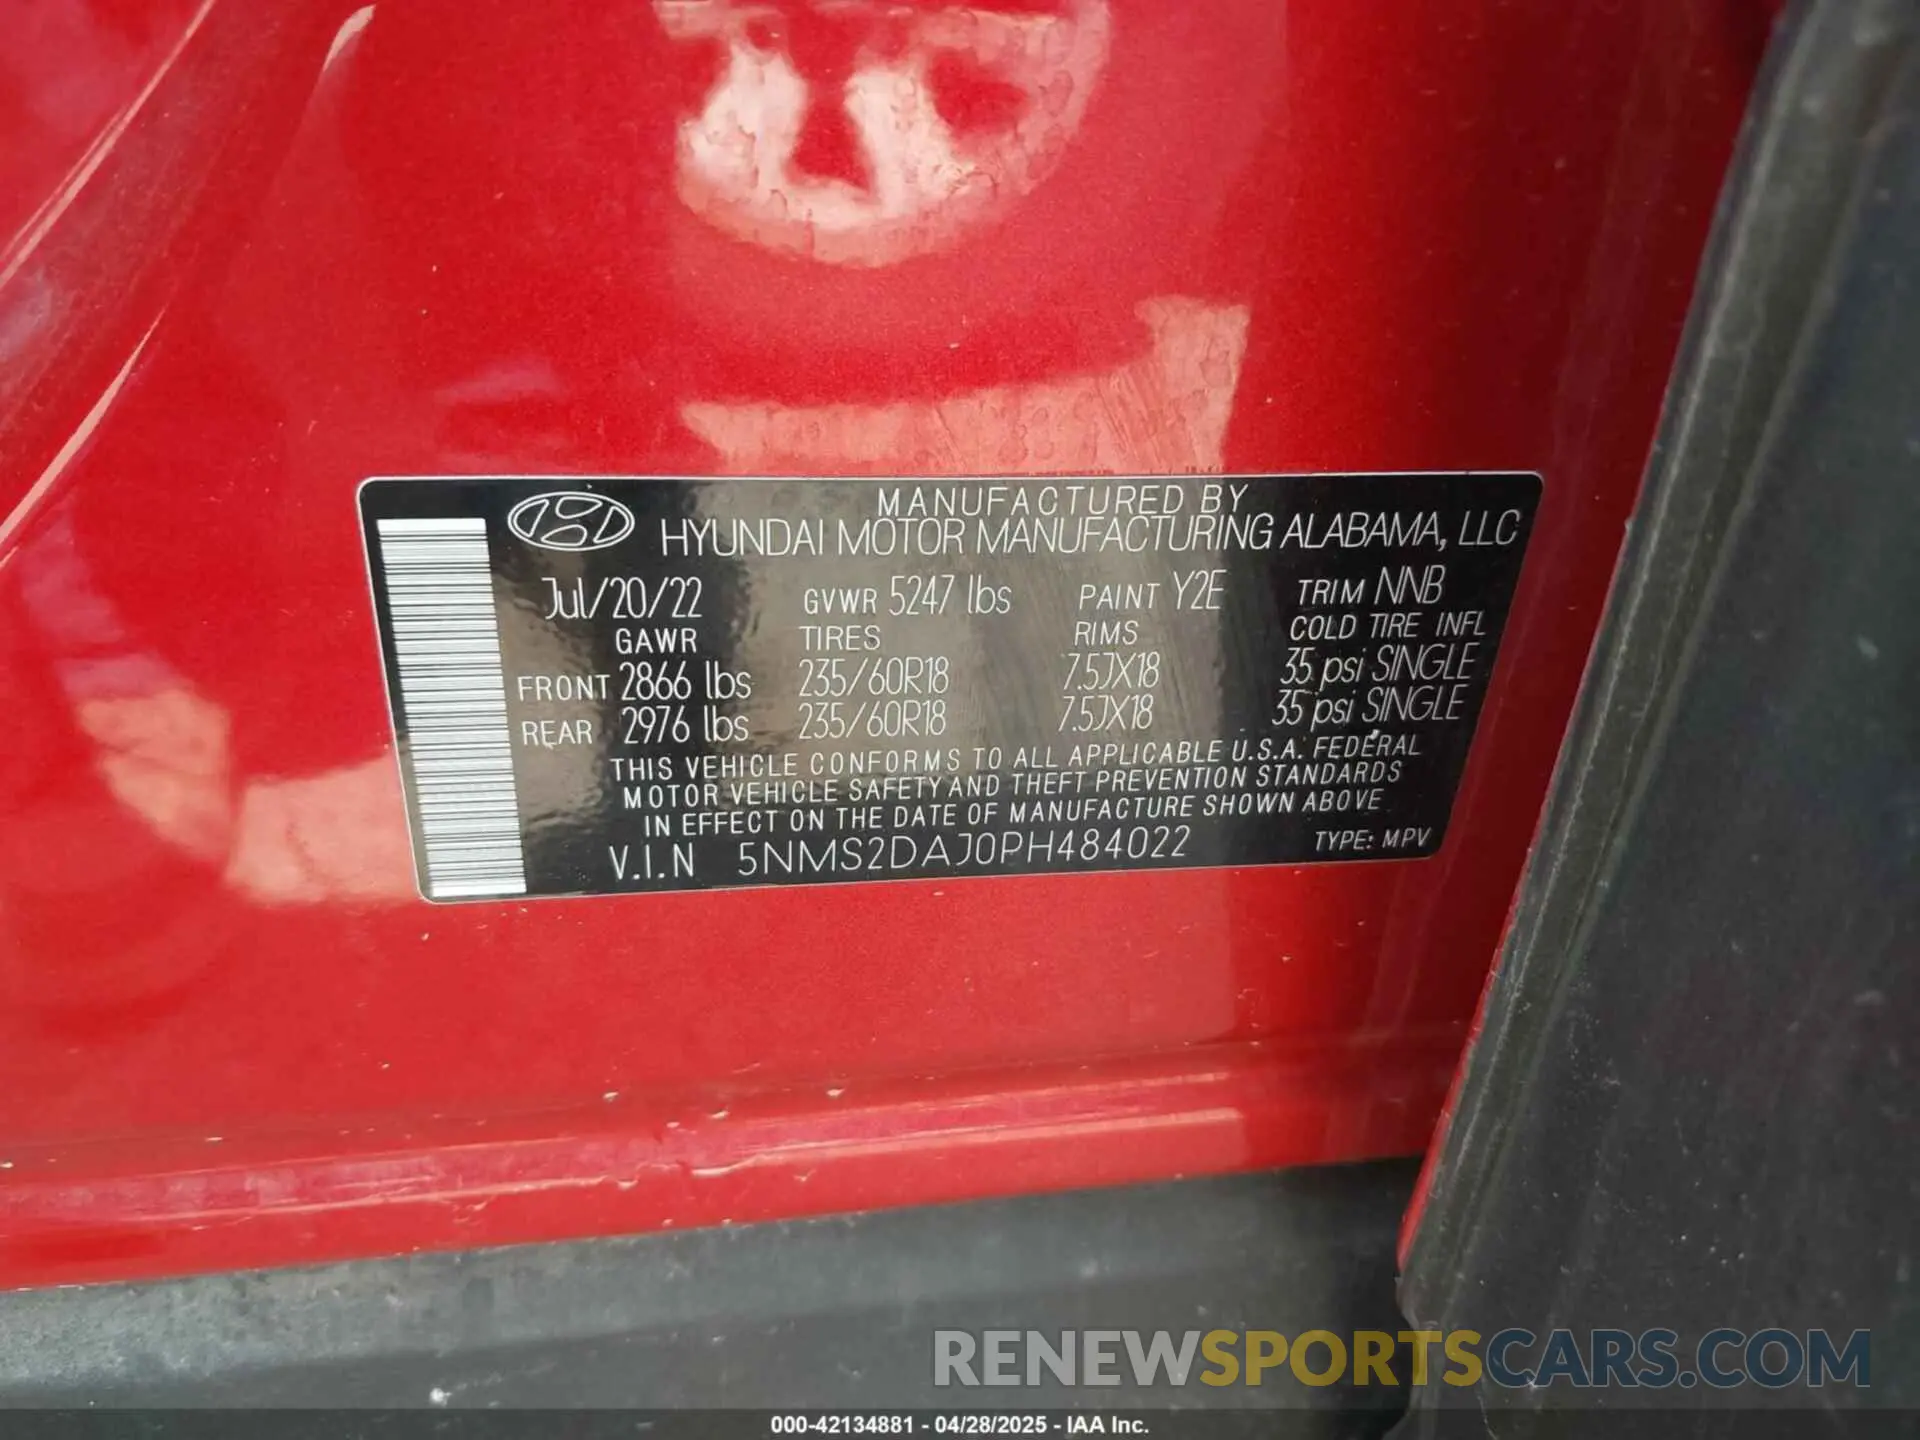 MANUFACTURED BY
HYUNDAI MOTOR MANUFACTURING ALABAMA, LLC
Jul/20/22 GVWR 5247 lbs PAINT Y2E TRIM NNB
GAWR TIRES RIMS COLD TIRE INFL
FRONT 2866 lbs 235/60R18 7.5JX18 35 psi SINGLE
REAR 2976 lbs 235/60R18 7.5JX18 35 psi SINGLE
THIS VEHICLE CONFORMS TO ALL APPLICABLE U.S.A. FEDERAL
MOTOR VEHICLE SAFETY AND THEFT PREVENTION STANDARDS
IN EFFECT ON THE DATE OF MANUFACTURE SHOWN ABOVE
V.I.N 5NMS2DAJ0PH484022 TYPE: MPV
RENEWSPORTSCARS.COM
000-42134881 - 04/28/2025 - IAA Inc.